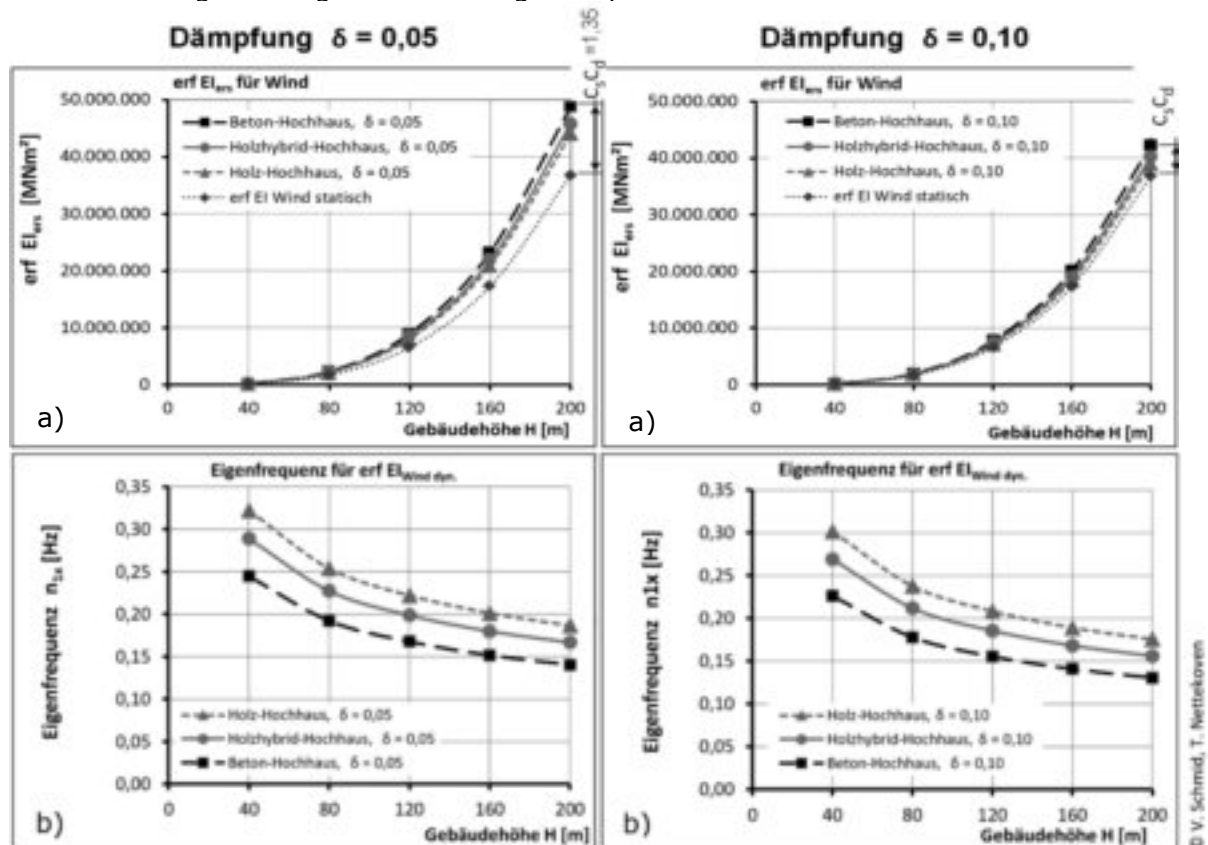 Dämpfung δ = 0,05
erf EIers für Wind
CsCd =1,35
50.000.000
40.000.000
30.000.000
20.000.000
10.000.000
0
erf EIers [MNm²]
Beton-Hochhaus, δ = 0,05
Holzhybrid-Hochhaus, δ = 0,05
Holz-Hochhaus, δ = 0,05
erf EI Wind statisch
0 40 80 120 160 200
a)
Gebäudehöhe H [m]
Dämpfung δ = 0,10
erf EIers für Wind
CsCd
50.000.000
40.000.000
30.000.000
20.000.000
10.000.000
0
erf EIers [MNm²]
Beton-Hochhaus, δ = 0,10
Holzhybrid-Hochhaus, δ = 0,10
Holz-Hochhaus, δ = 0,10
erf EI Wind statisch
0 40 80 120 160 200
a)
Gebäudehöhe H [m]
Eigenfrequenz für erf EIWind dyn.
0,35
0,30
0,25
0,20
0,15
0,10
0,05
0,00
Eigenfrequenz n1x [Hz]
Holz-Hochhaus, δ = 0,05
Holzhybrid-Hochhaus, δ = 0,05
Beton-Hochhaus, δ = 0,05
0 40 80 120 160 200
b)
Gebäudehöhe H [m]
Eigenfrequenz für erf EIWind dyn.
0,35
0,30
0,25
0,20
0,15
0,10
0,05
0,00
Eigenfrequenz n1x [Hz]
Holz-Hochhaus, δ = 0,10
Holzhybrid-Hochhaus, δ = 0,10
Beton-Hochhaus, δ = 0,10
0 40 80 120 160 200
b)
Gebäudehöhe H [m]
V. Schmid, T. Nettekoven